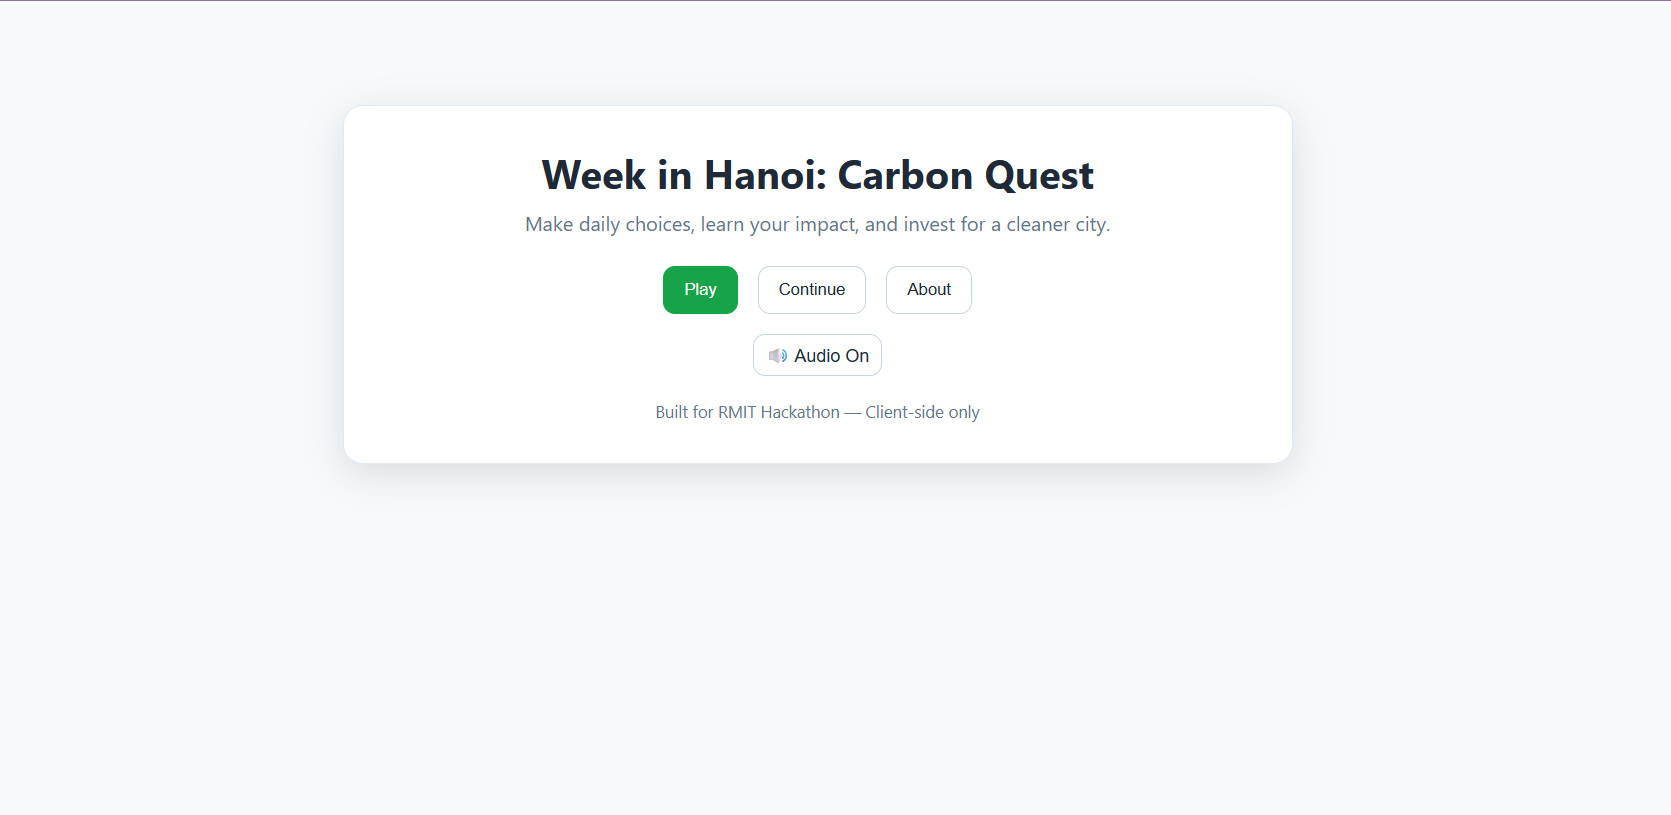 Week in Hanoi: Carbon Quest
Make daily choices, learn your impact, and invest for a cleaner city.
Play Continue About
🔊 Audio On
Built for RMIT Hackathon — Client-side only